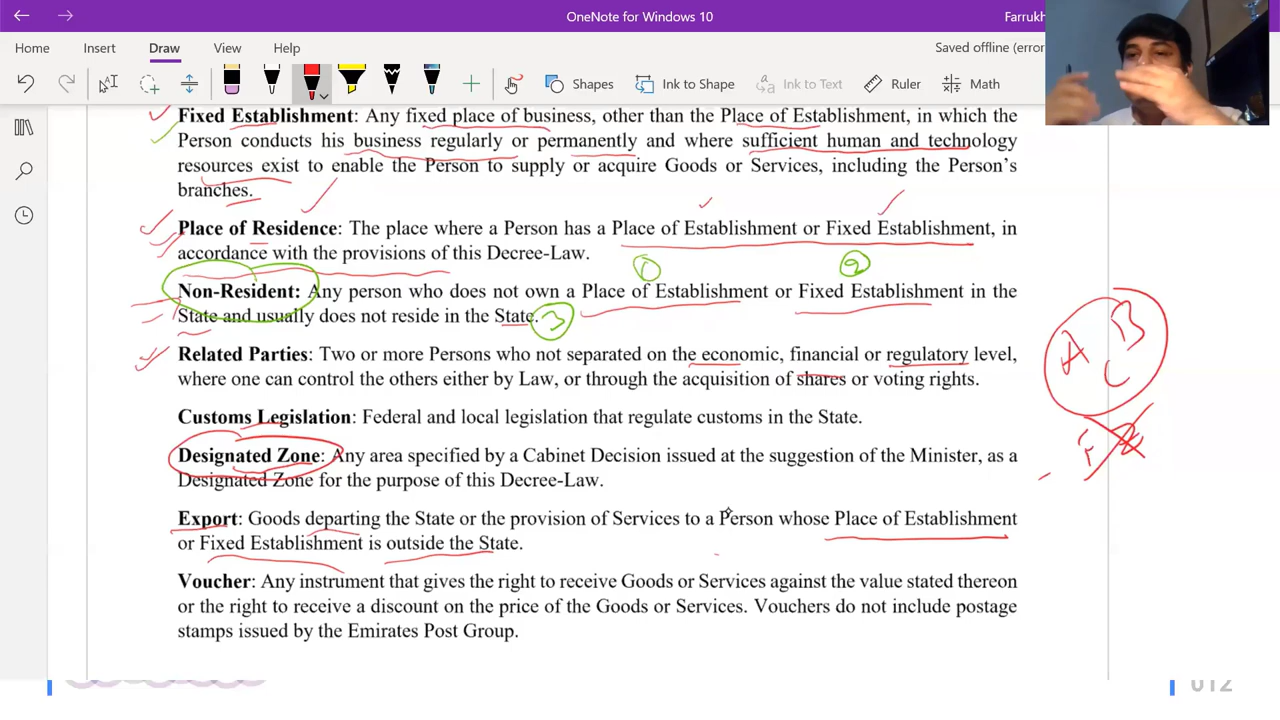 OneNote for Windows 10
Farrukh
Home Insert Draw View Help
Saved offline (error
Shapes Ink to Shape Ink to Text Ruler Math
Fixed Establishment: Any fixed place of business, other than the Place of Establishment, in which the
Person conducts his business regularly or permanently and where sufficient human and technology
resources exist to enable the Person to supply or acquire Goods or Services, including the Person’s
branches.
Place of Residence: The place where a Person has a Place of Establishment or Fixed Establishment, in
accordance with the provisions of this Decree-Law.
1 2
Non-Resident: Any person who does not own a Place of Establishment or Fixed Establishment in the
State and usually does not reside in the State. 3
A B
C
Related Parties: Two or more Persons who not separated on the economic, financial or regulatory level,
where one can control the others either by Law, or through the acquisition of shares or voting rights.
Customs Legislation: Federal and local legislation that regulate customs in the State.
Designated Zone: Any area specified by a Cabinet Decision issued at the suggestion of the Minister, as a
Designated Zone for the purpose of this Decree-Law.
Export: Goods departing the State or the provision of Services to a Person whose Place of Establishment
or Fixed Establishment is outside the State.
Voucher: Any instrument that gives the right to receive Goods or Services against the value stated thereon
or the right to receive a discount on the price of the Goods or Services. Vouchers do not include postage
stamps issued by the Emirates Post Group.
012